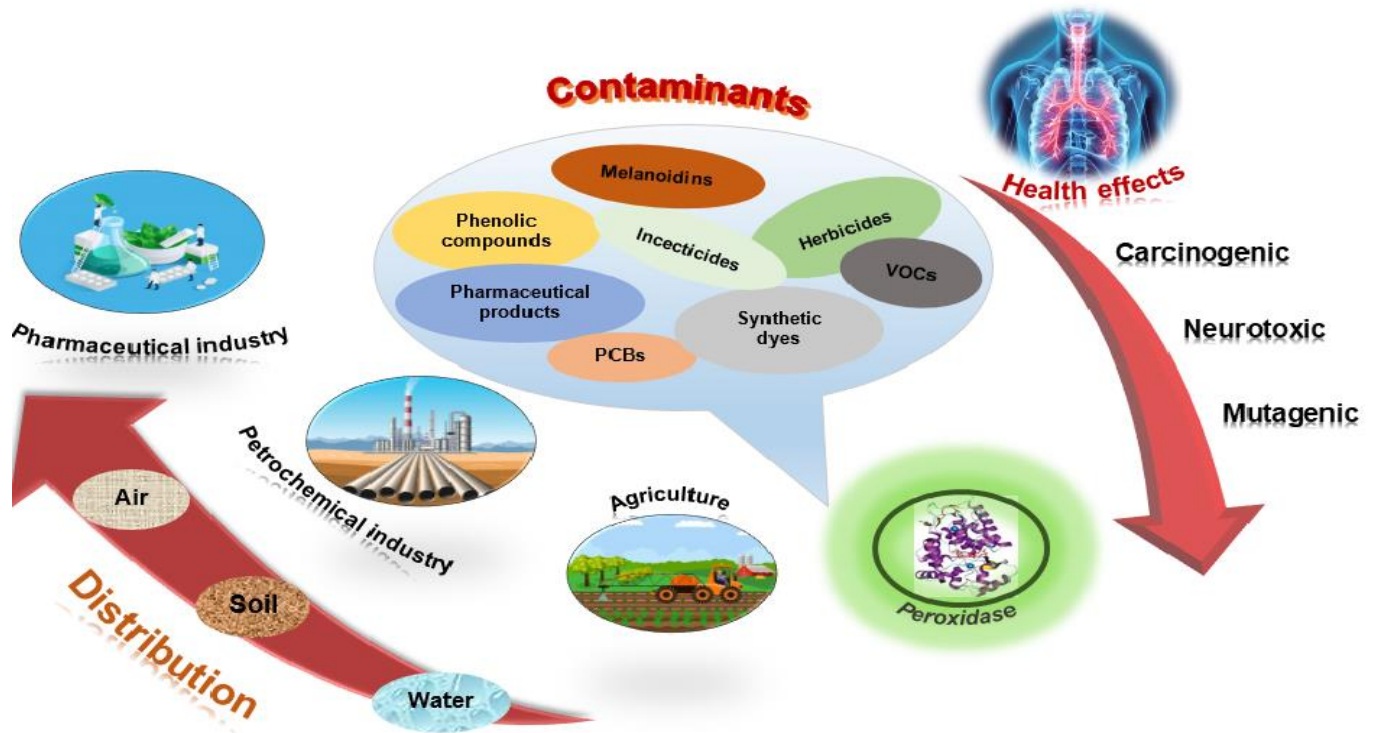 Contaminants
Melanoidins
Phenolic
compounds
Incecticides
Herbicides
VOCs
Pharmaceutical
products
Synthetic
dyes
PCBs
Health effects
Carcinogenic
Neurotoxic
Mutagenic
Pharmaceutical industry
Petrochemical industry
Agriculture
Peroxidase
Air
Soil
Water
Distribution